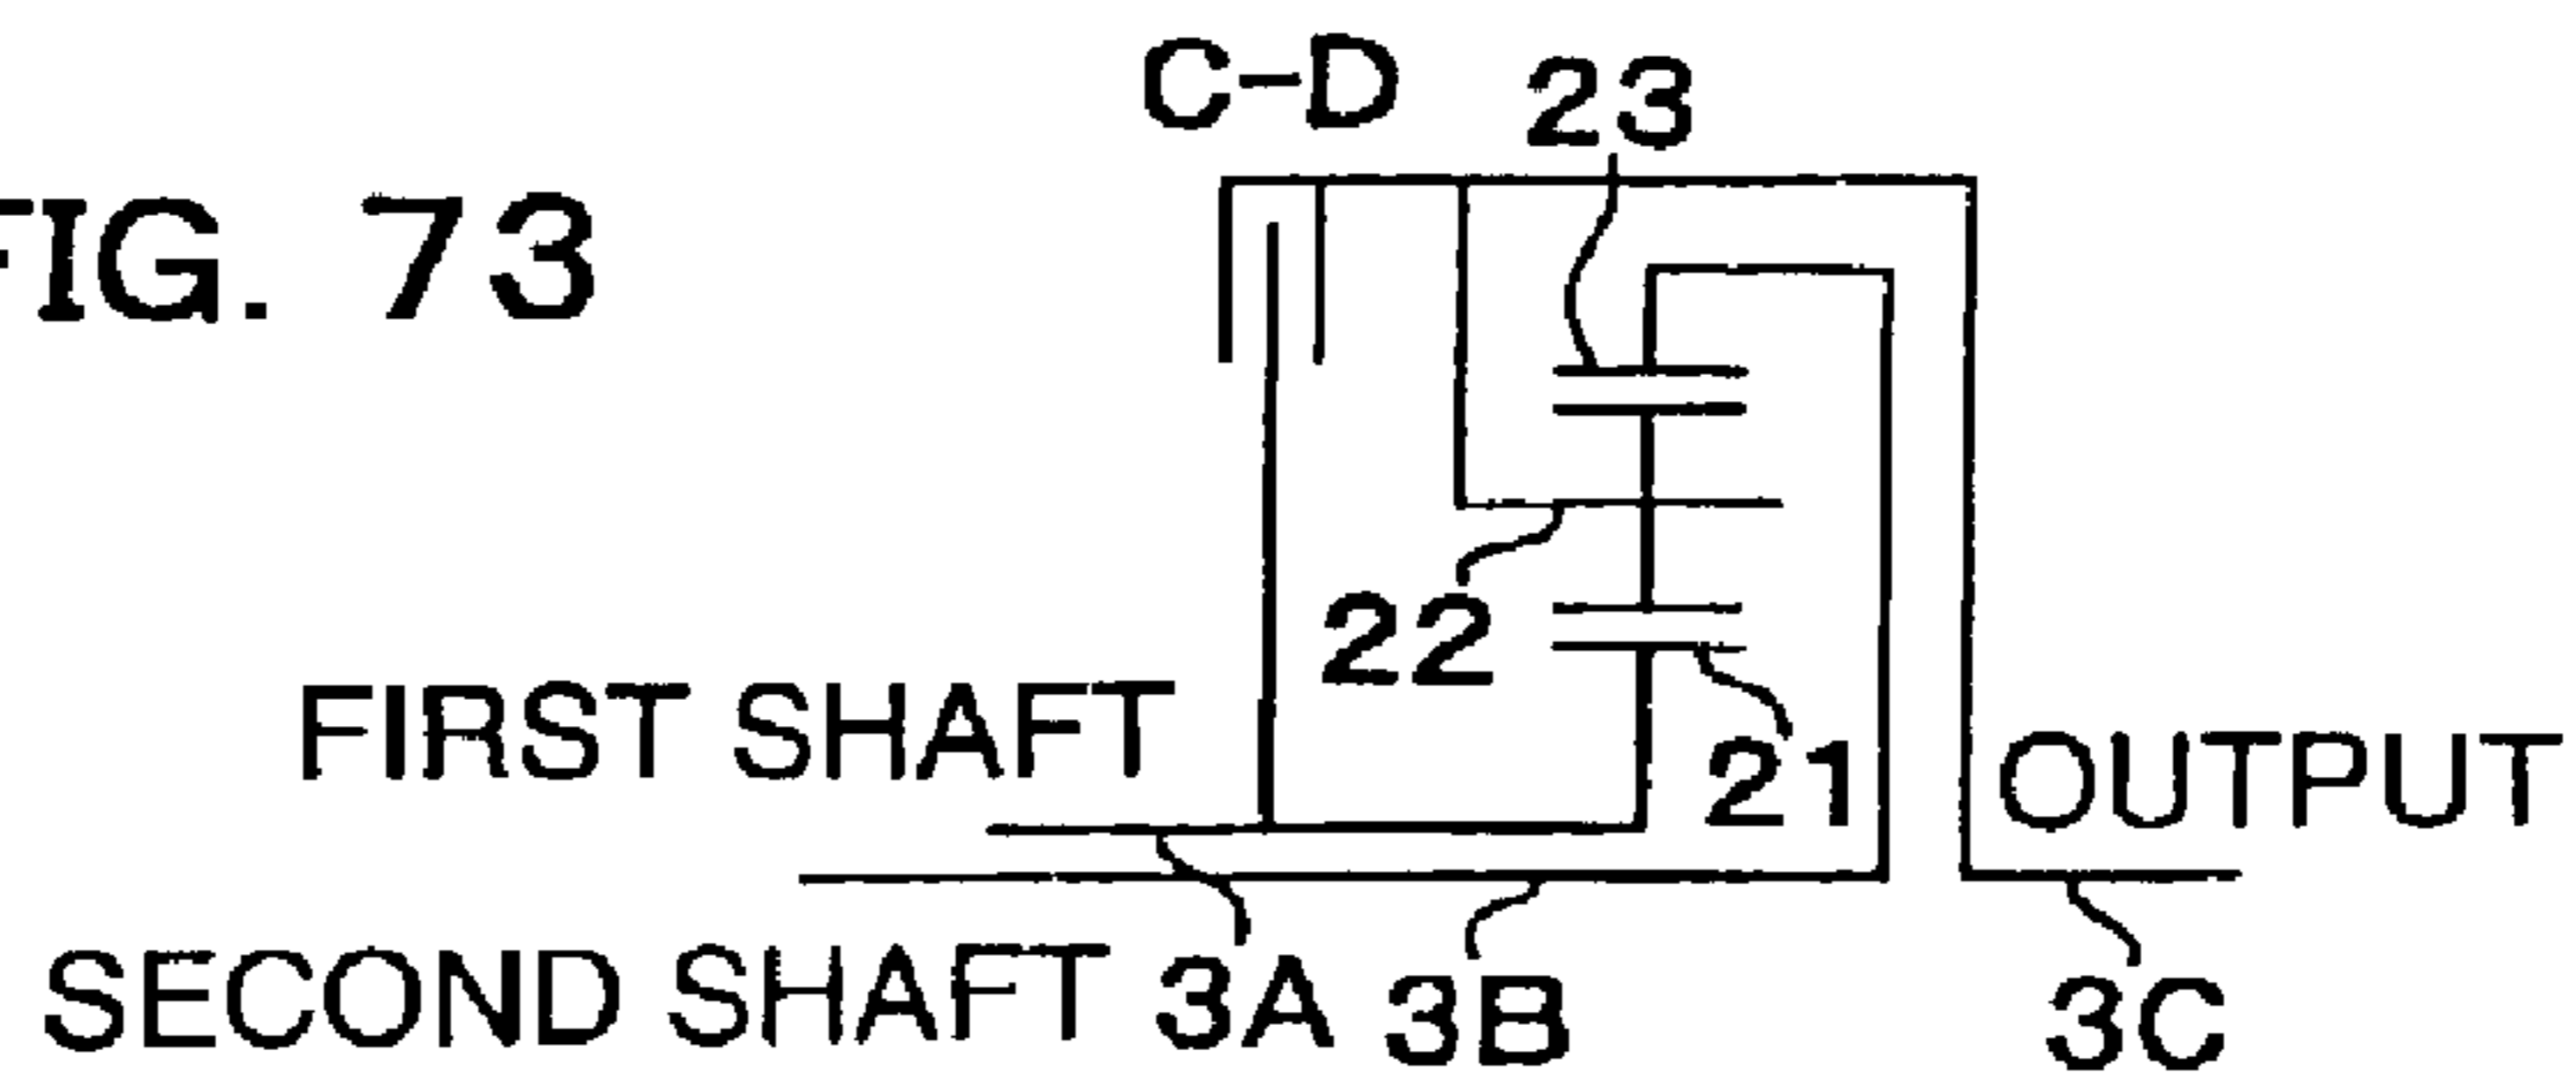 FIG. 73
C-D 23
22
FIRST SHAFT
21
OUTPUT
SECOND SHAFT 3A 3B 3C